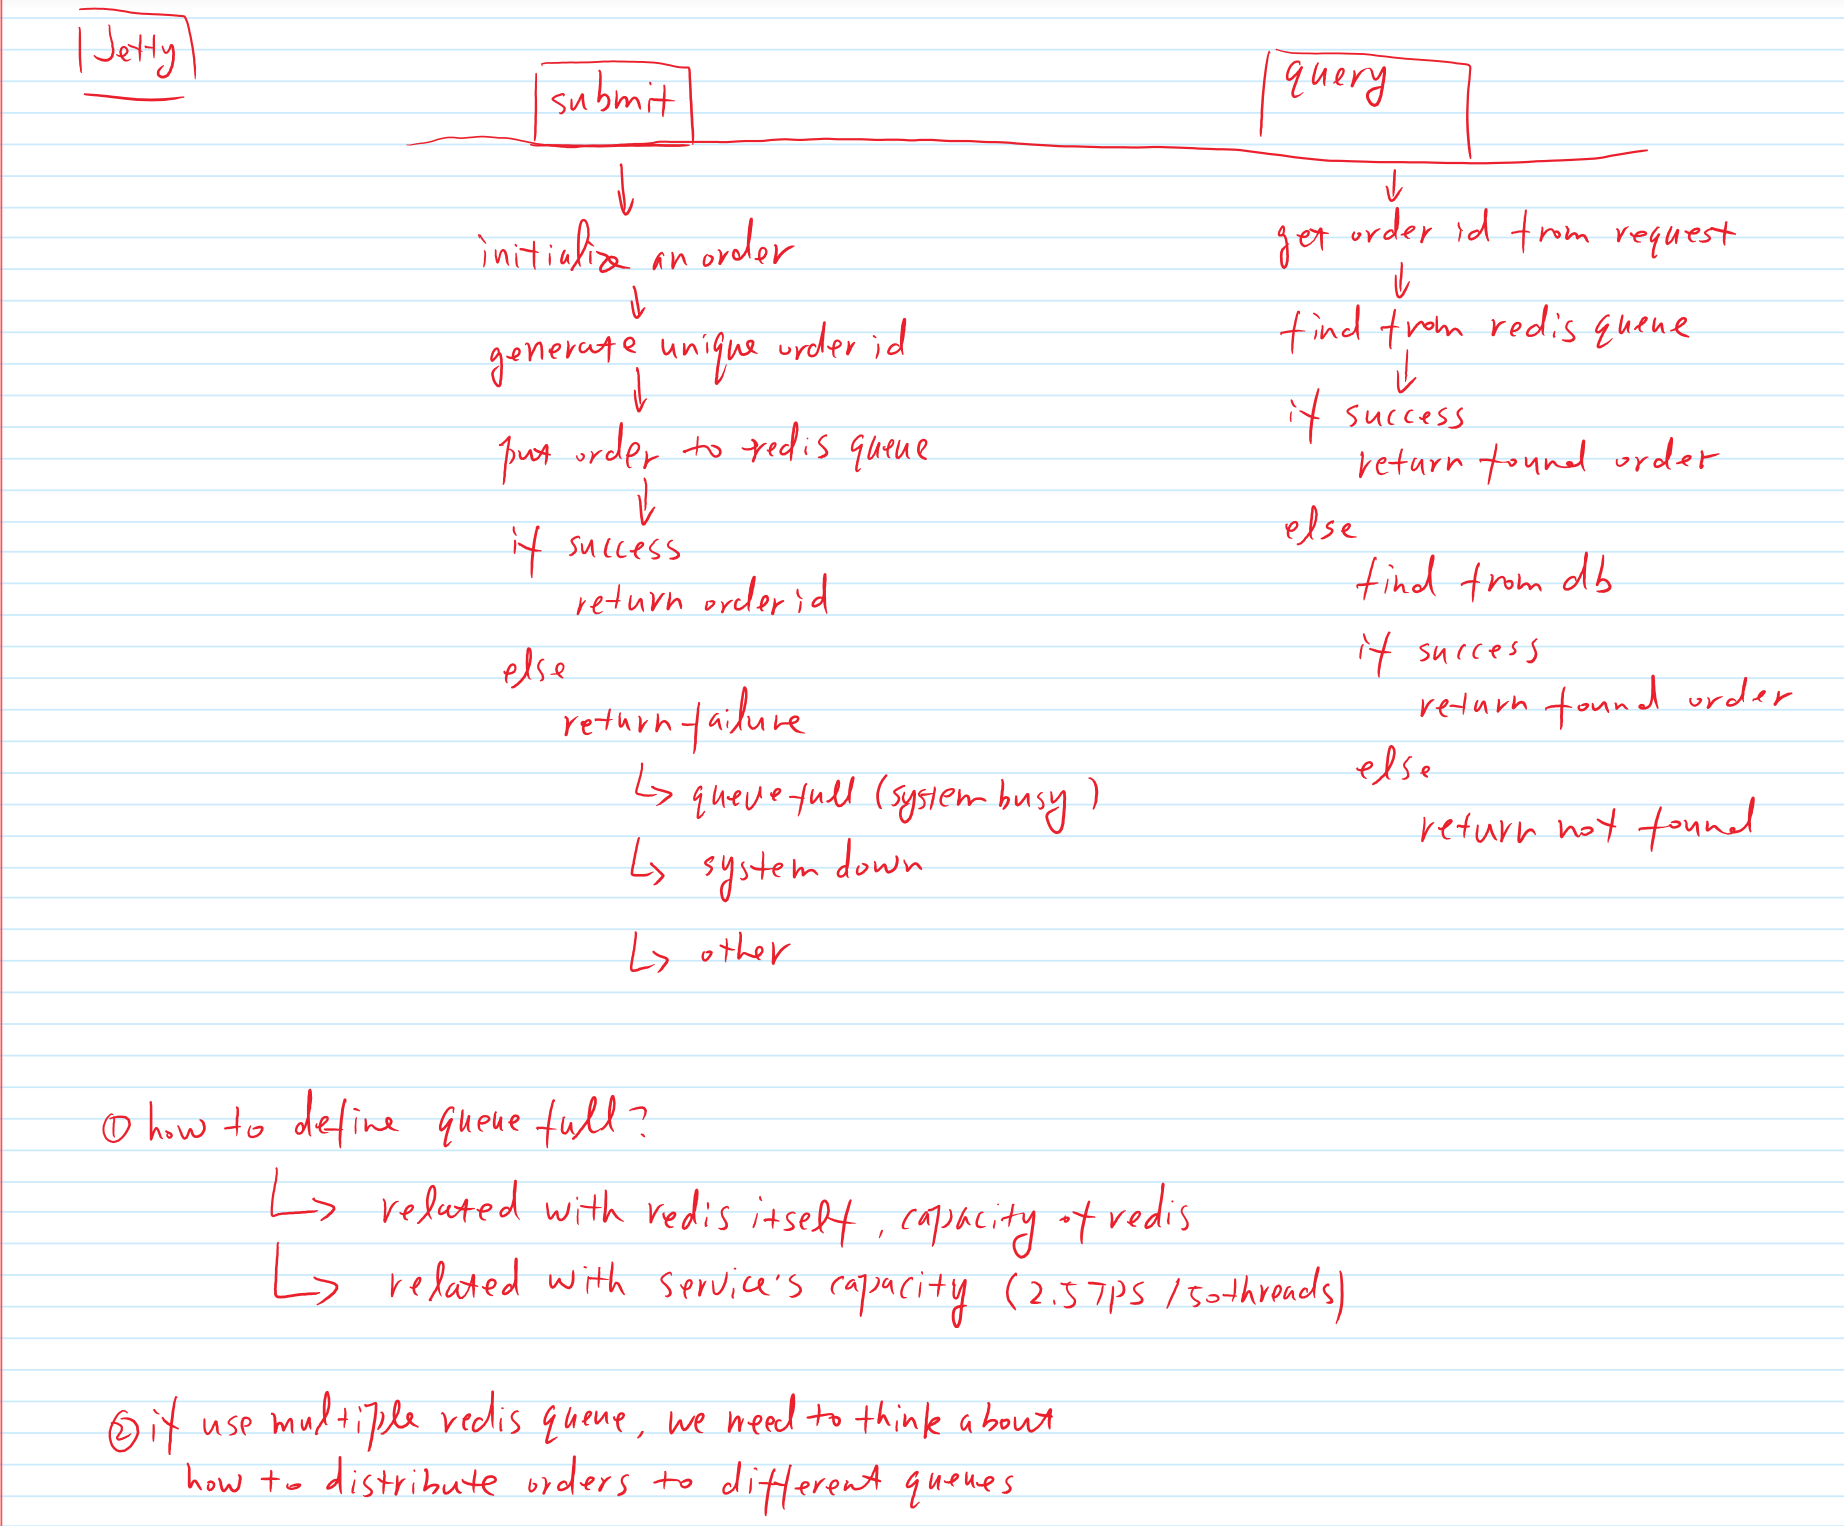 Jetty
submit
initialize an order
generate unique order id
put order to redis queue
if success
return order id
else
return failure
queue full (system busy)
system down
other
query
get order id from request
find from redis queue
if success
return found order
else
find from db
if success
return found order
else
return not found
① how to define queue full?
related with redis itself, capacity of redis
related with service's capacity (2.5TPS / 50threads)
② if use multiple redis queue, we need to think about
how to distribute orders to different queues